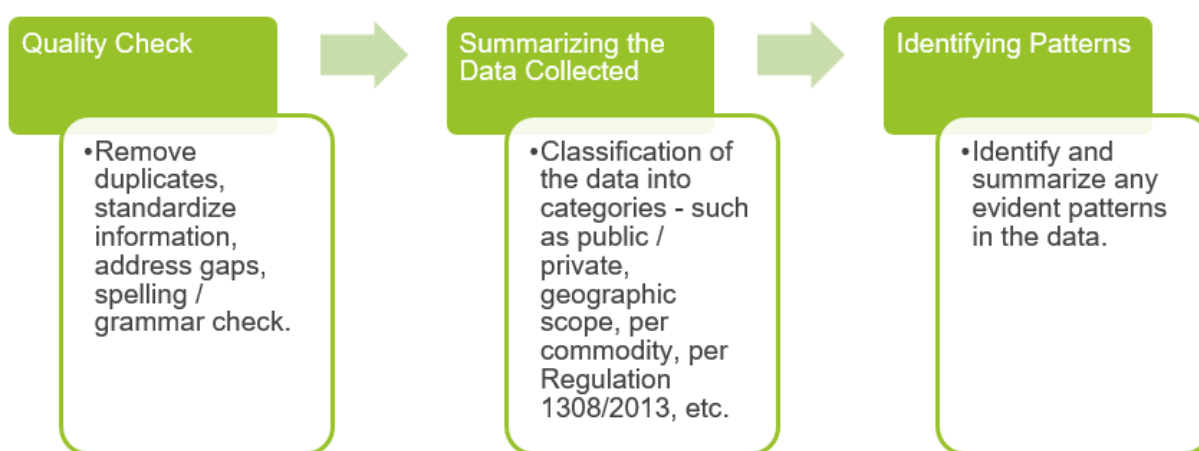 Quality Check
•Remove
duplicates,
standardize
information,
address gaps,
spelling /
grammar check.
Summarizing the
Data Collected
•Classification of
the data into
categories - such
as public /
private,
geographic
scope, per
commodity, per
Regulation
1308/2013, etc.
Identifying Patterns
•Identify and
summarize any
evident patterns
in the data.